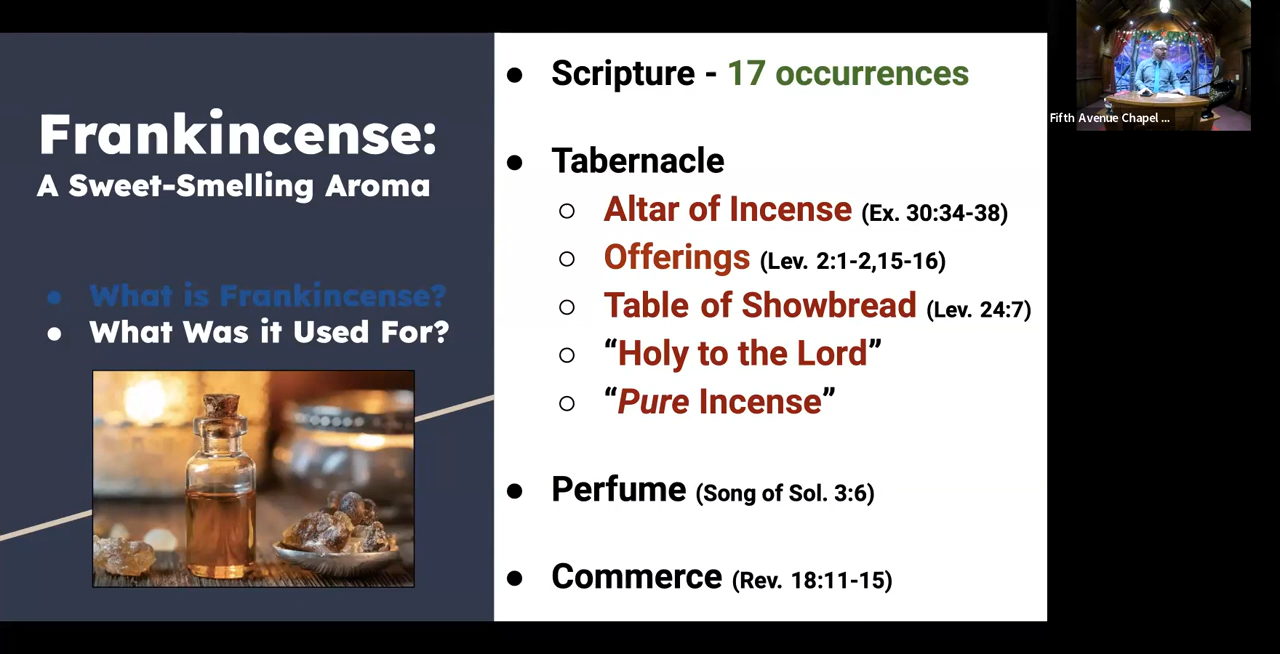 Frankincense:
A Sweet-Smelling Aroma
● What is Frankincense?
● What Was it Used For?
● Scripture - 17 occurrences
● Tabernacle
○ Altar of Incense (Ex. 30:34-38)
○ Offerings (Lev. 2:1-2,15-16)
○ Table of Showbread (Lev. 24:7)
○ “Holy to the Lord”
○ “Pure Incense”
● Perfume (Song of Sol. 3:6)
● Commerce (Rev. 18:11-15)
Fifth Avenue Chapel ...